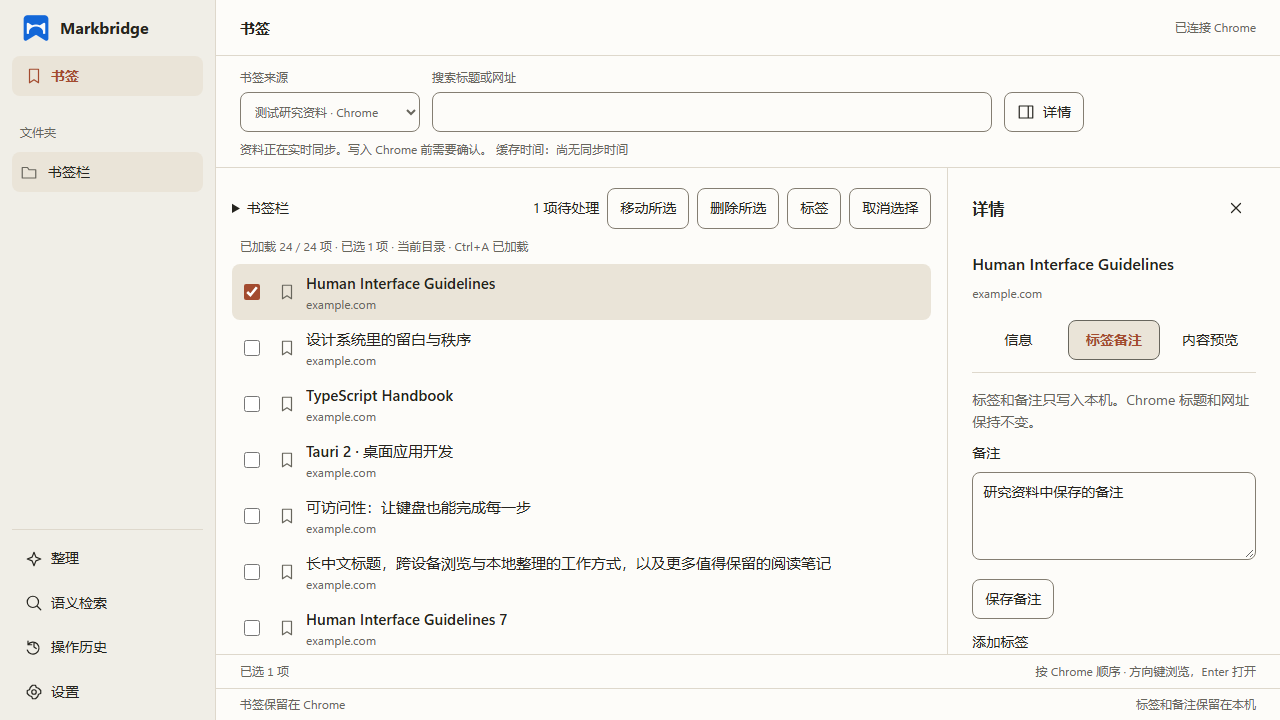 Markbridge
书签
文件夹
书签栏
整理
语义检索
操作历史
设置
书签
已连接 Chrome
书签来源
搜索标题或网址
测试研究资料 · Chrome
详情
资料正在实时同步。写入 Chrome 前需要确认。 缓存时间：尚无同步时间
书签栏
1 项待处理
移动所选
删除所选
标签
取消选择
已加载 24 / 24 项 · 已选 1 项 · 当前目录 · Ctrl+A 已加载
Human Interface Guidelines
example.com
设计系统里的留白与秩序
example.com
TypeScript Handbook
example.com
Tauri 2 · 桌面应用开发
example.com
可访问性：让键盘也能完成每一步
example.com
长中文标题，跨设备浏览与本地整理的工作方式，以及更多值得保留的阅读笔记
example.com
Human Interface Guidelines 7
example.com
详情
Human Interface Guidelines
example.com
信息
标签备注
内容预览
标签和备注只写入本机。Chrome 标题和网址
保持不变。
备注
研究资料中保存的备注
保存备注
添加标签
已选 1 项
按 Chrome 顺序 · 方向键浏览，Enter 打开
书签保留在 Chrome
标签和备注保留在本机